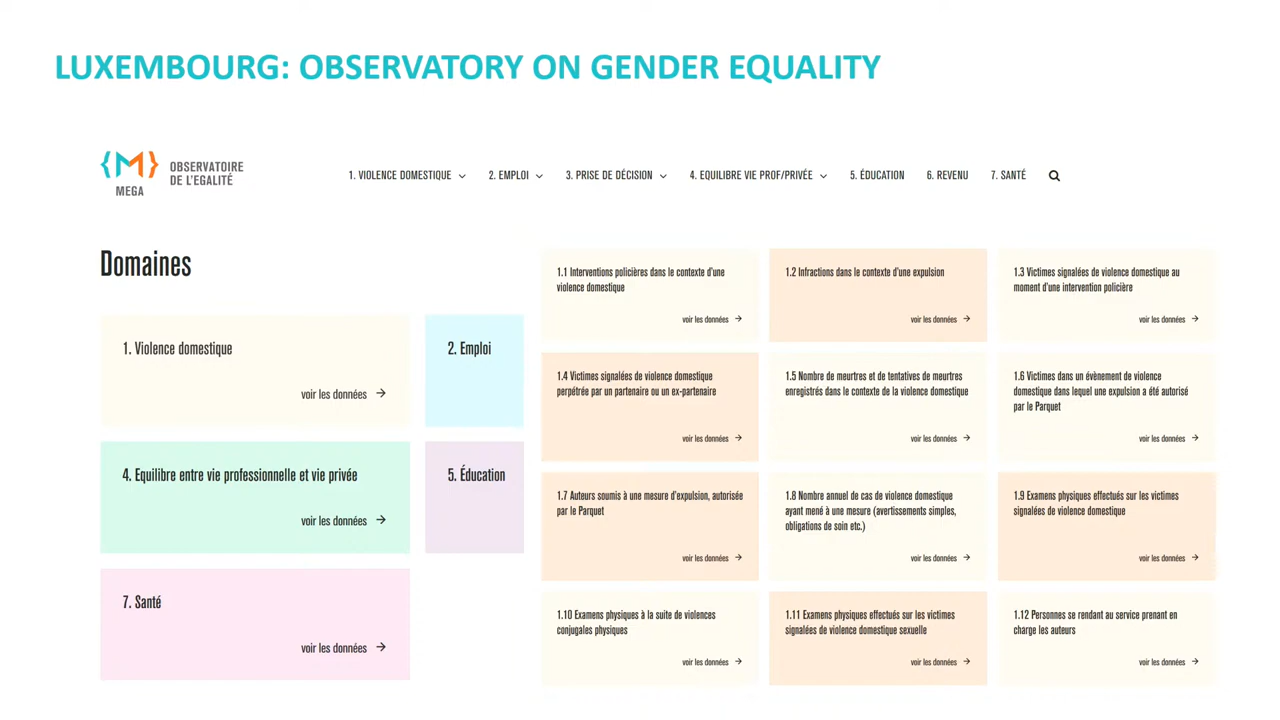 LUXEMBOURG: OBSERVATORY ON GENDER EQUALITY
{M}
MEGA
OBSERVATOIRE
DE L'EGALITÉ
1. VIOLENCE DOMESTIQUE
2. EMPLOI
3. PRISE DE DÉCISION
4. EQUILIBRE VIE PROF/PRIVÉE
5. ÉDUCATION
6. REVENU
7. SANTÉ
Domaines
1. Violence domestique
voir les données →
2. Emploi
4. Equilibre entre vie professionnelle et vie privée
voir les données →
5. Éducation
7. Santé
voir les données →
1.1 Interventions policières dans le contexte d'une
violence domestique
voir les données →
1.2 Infractions dans le contexte d'une expulsion
voir les données →
1.3 Victimes signalées de violence domestique au
moment d'une intervention policière
voir les données →
1.4 Victimes signalées de violence domestique
perpétrée par un partenaire ou un ex-partenaire
voir les données →
1.5 Nombre de meurtres et de tentatives de meurtres
enregistrés dans le contexte de la violence domestique
voir les données →
1.6 Victimes dans un évènement de violence
domestique dans lequel une expulsion a été autorisé
par le Parquet
voir les données →
1.7 Auteurs soumis à une mesure d'expulsion, autorisée
par le Parquet
voir les données →
1.8 Nombre annuel de cas de violence domestique
ayant mené à une mesure (avertissements simples,
obligations de soin etc.)
voir les données →
1.9 Examens physiques effectués sur les victimes
signalées de violence domestique
voir les données →
1.10 Examens physiques à la suite de violences
conjugales physiques
voir les données →
1.11 Examens physiques effectués sur les victimes
signalées de violence domestique sexuelle
voir les données →
1.12 Personnes se rendant au service prenant en
charge les auteurs
voir les données →